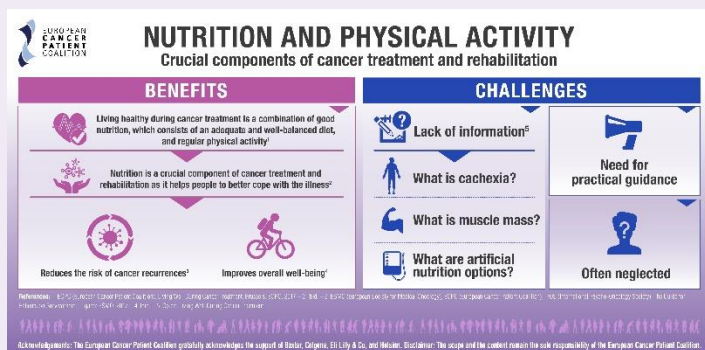 EUROPEAN
CANCER
PATIENT
COALITION
NUTRITION AND PHYSICAL ACTIVITY
Crucial components of cancer treatment and rehabilitation
BENEFITS
Living healthy during cancer treatment is a combination of good
nutrition, which consists of an adequate and well-balanced diet,
and regular physical activity¹
Nutrition is a crucial component of cancer treatment and
rehabilitation as it helps people to better cope with the illness²
Reduces the risk of cancer recurrences³
Improves overall well-being⁴
CHALLENGES
Lack of information⁵
What is cachexia?
What is muscle mass?
What are artificial
nutrition options?
Need for
practical guidance
Often neglected
References:
Acknowledgements: The European Cancer Patient Coalition gratefully acknowledges the support of Baxter, Celgene, Eli Lilly & Co, and Helsinn. Disclaimer: The scope and the content remain the sole responsibility of the European Cancer Patient Coalition.